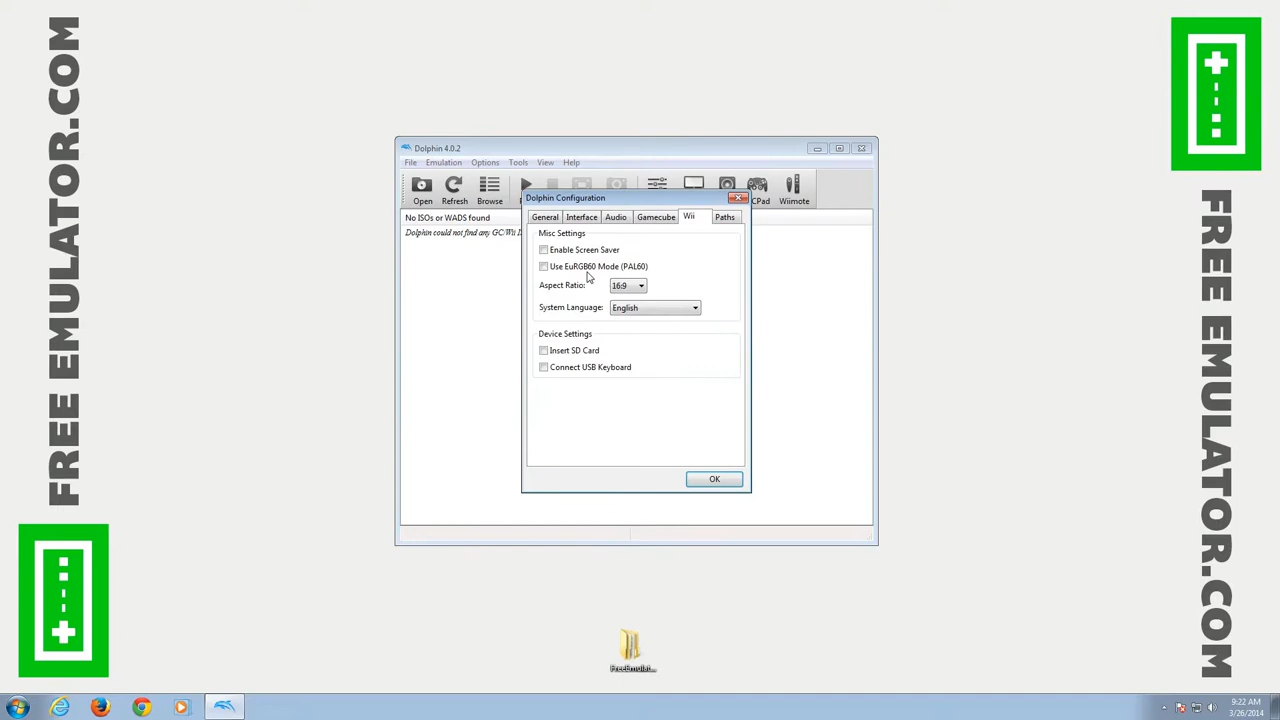 FREE EMULATOR.COM
FREE EMULATOR.COM
Dolphin 4.0.2
File Emulation Options Tools View Help
Open Refresh Browse
Wiimote
No ISOs or WADS found
Dolphin could not find any GC/Wii
Dolphin Configuration
General Interface Audio Gamecube Wii Paths
Misc Settings
Enable Screen Saver
Use EuRGB60 Mode (PAL60)
Aspect Ratio: 16:9
System Language: English
Device Settings
Insert SD Card
Connect USB Keyboard
OK
FreeEmulat...
9:22 AM
3/26/2014